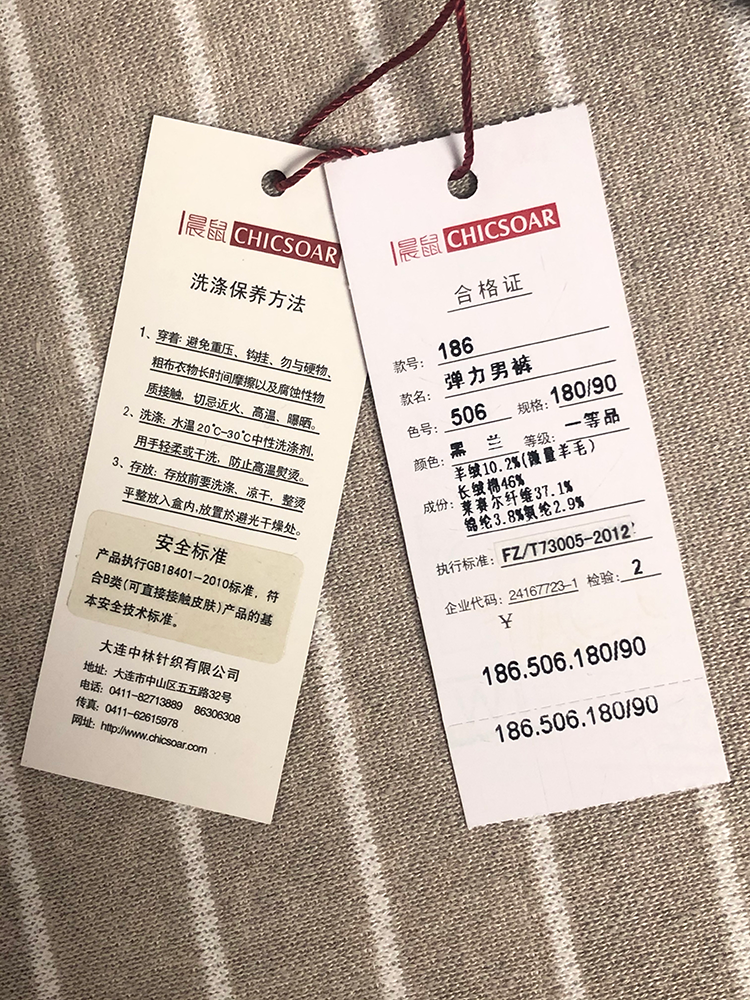 晨鼠 CHICSOAR
洗涤保养方法
1、穿着: 避免重压、钩挂、勿与硬物、
粗布衣物长时间摩擦以及腐蚀性物
质接触，切忌近火、高温、曝晒。
2、洗涤: 水温20℃-30℃中性洗涤剂,
用手轻柔或干洗，防止高温熨烫。
3、存放: 存放前要洗涤、凉干，整烫
平整放入盒内,放置於避光干燥处。
安全标准
产品执行GB18401-2010标准，符
合B类(可直接接触皮肤)产品的基
本安全技术标准。
大连中林针织有限公司
地址: 大连市中山区五五路32号
电话: 0411-82713889 86306308
传真: 0411-62615978
网址: http://www.chicsoar.com
晨鼠 CHICSOAR
合格证
款号: 186
款名: 弹力男裤
色号: 506 规格: 180/90
颜色: 黑 兰 等级: 一等品
成份: 羊绒10.2%(微量羊毛)
长绒棉46%
莱赛尔纤维37.1%
锦纶3.8%氨纶2.9%
执行标准: FZ/T73005-2012
企业代码: 24167723-1 检验: 2
¥
186.506.180/90
186.506.180/90